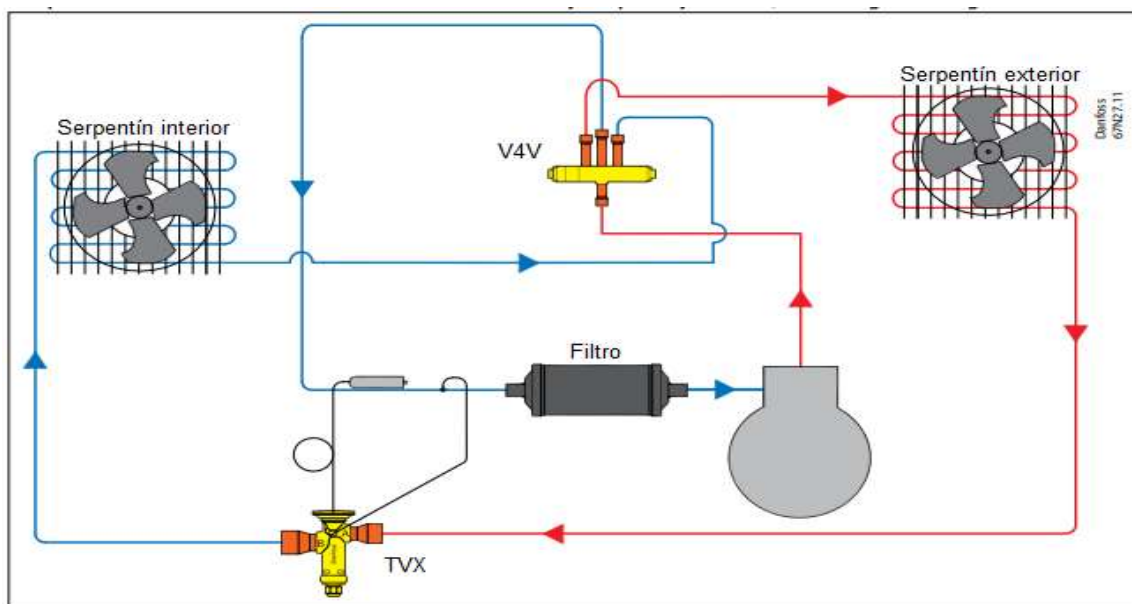 Serpentín exterior
Serpentín interior
V4V
Danfoss
67N27.11
Filtro
TVX